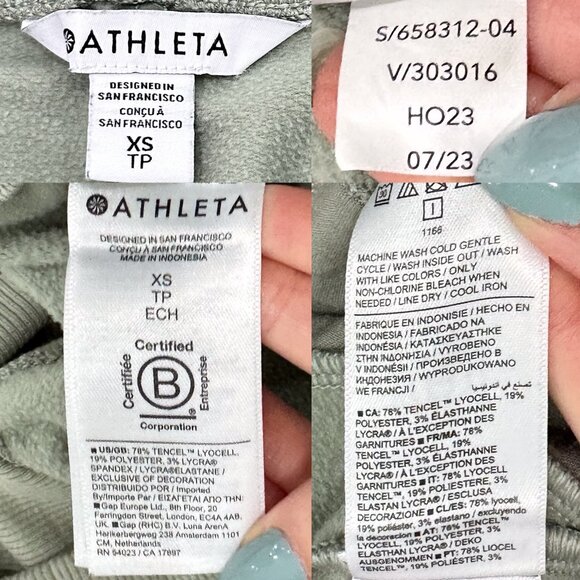 ATHLETA
DESIGNED IN
SAN FRANCISCO
CONÇU À
SAN FRANCISCO
XS
TP
S/658312-04
V/303016
HO23
07/23
ATHLETA
DESIGNED IN SAN FRANCISCO
CONÇU À SAN FRANCISCO
MADE IN INDONESIA
XS
TP
ECH
Certified
Certifiée
B
Entreprise
®
Corporation
■ US/GB: 78% TENCEL™ LYOCELL,
19% POLYESTER, 3% LYCRA®
SPANDEX / LYCRA®ELASTANE /
EXCLUSIVE OF DECORATION
DISTRIBUIDO POR / Imported
By/Importe Par / ΕΙΣΑΓΕΤΑΙ ΑΠΟ ΤΗΝ:
■ Gap Europe Ltd., 8th Floor, 20
Farringdon Street, London, EC4A 4AB,
UK. ■ Gap (RHC) B.V. Luna Arena
Herikerbergweg 238 Amsterdam 1101
CM, Netherlands
RN 54023 / CA 17897
30
I
1166
MACHINE WASH COLD GENTLE
CYCLE / WASH INSIDE OUT / WASH
WITH LIKE COLORS / ONLY
NON-CHLORINE BLEACH WHEN
NEEDED / LINE DRY / COOL IRON
FABRIQUE EN INDONISIE / HECHO EN
INDONESIA / FABRICADO NA
INDONÉSIA / ΚΑΤΑΣΚΕΥΑΣΤΗΚΕ
ΣΤΗΝ ΙΝΔΟΝΗΣΙΑ / VYROBENO
V INDONÉSII / ПРОИЗВЕДЕНО В
ИНДОНЕЗИЯ / WYPRODUKOWANO
WE FRANCJI / صنع في اندونيسيا
■ CA: 78% TENCEL™ LYOCELL, 19%
POLYESTER, 3% ÉLASTHANNE
LYCRA® / À L'EXCEPTION DES
GARNITURES ■ FR/MA: 78%
TENCEL™ LYOCELL, 19%
POLYESTER, 3% ÉLASTHANNE
LYCRA® / À L'EXCEPTION DES
GARNITURES ■ IT: 78% LYOCELL
TENCEL™, 19% POLIESTERE, 3%
ELASTAN LYCRA® / ESCLUSA
DECORAZIONE ■ CL/ES: 78% lyocell,
19% poliéster, 3% elastano / excluyendo
la decoracion ■ AT: 78% TENCEL™
LYOCELL, 19% POLYESTER, 3%
ELASTHAN LYCRA® / DEKO
AUSGENOMMEN ■ PT: 78% LIOCEL
TENCEL™, 19% POLIÉSTER, 3%